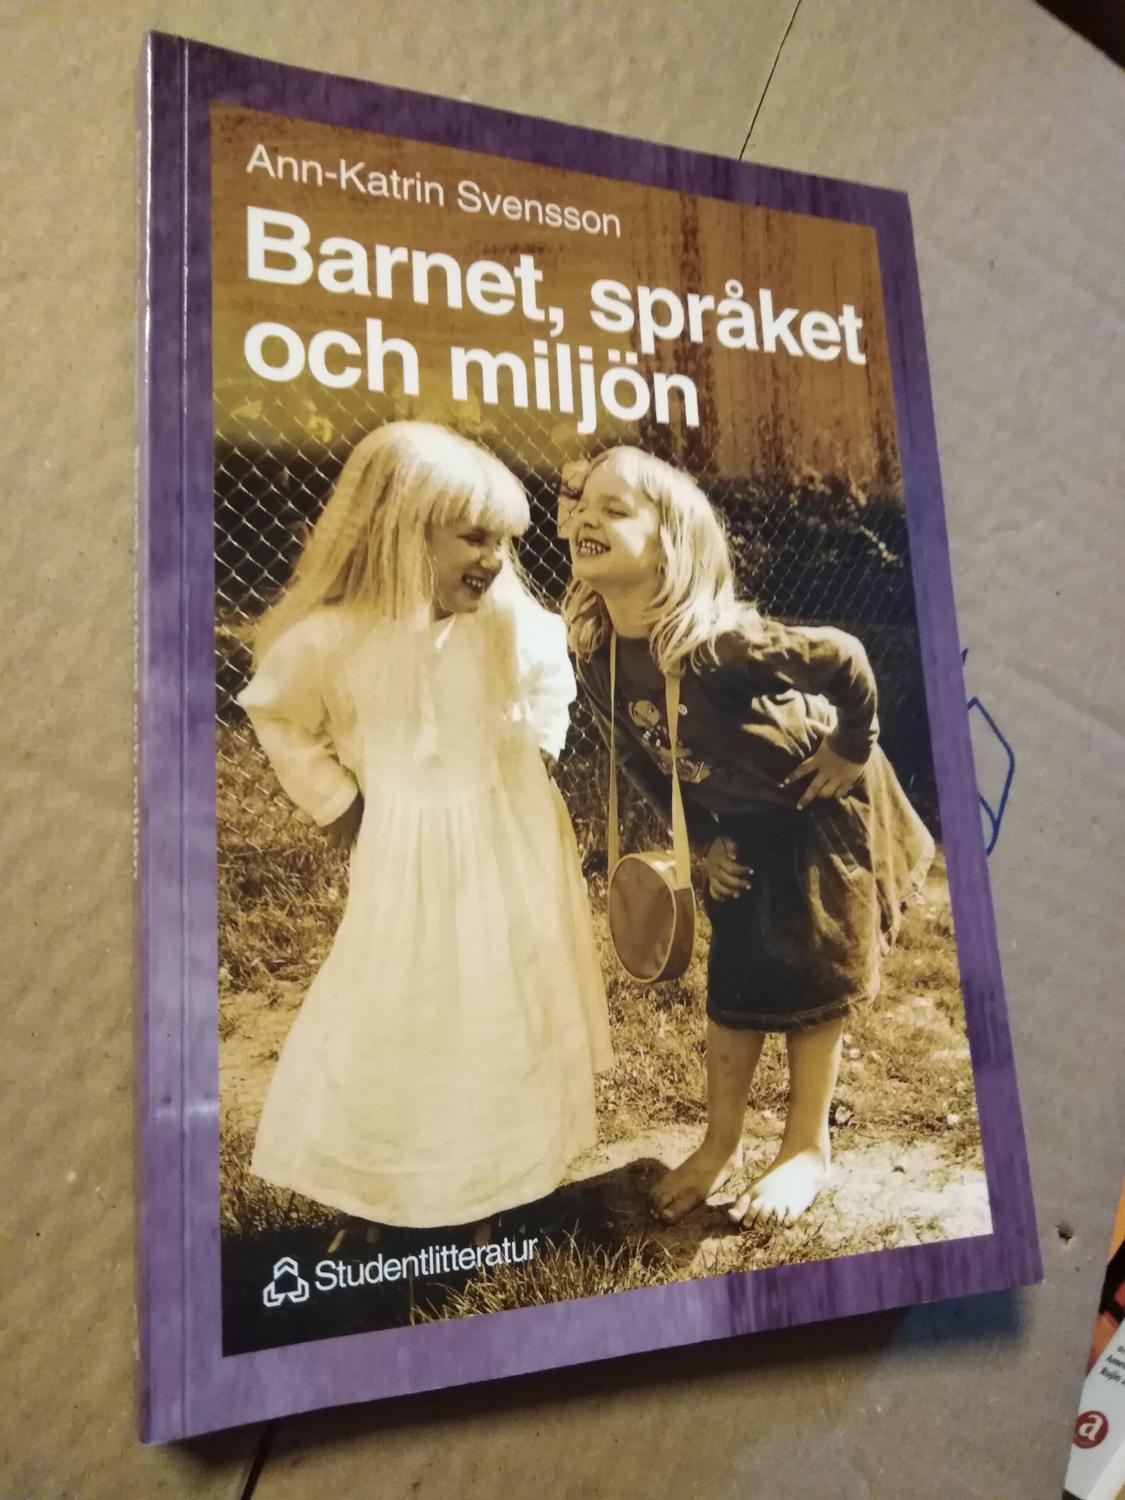 Ann-Katrin Svensson
Barnet, språket
och miljön
Studentlitteratur
a